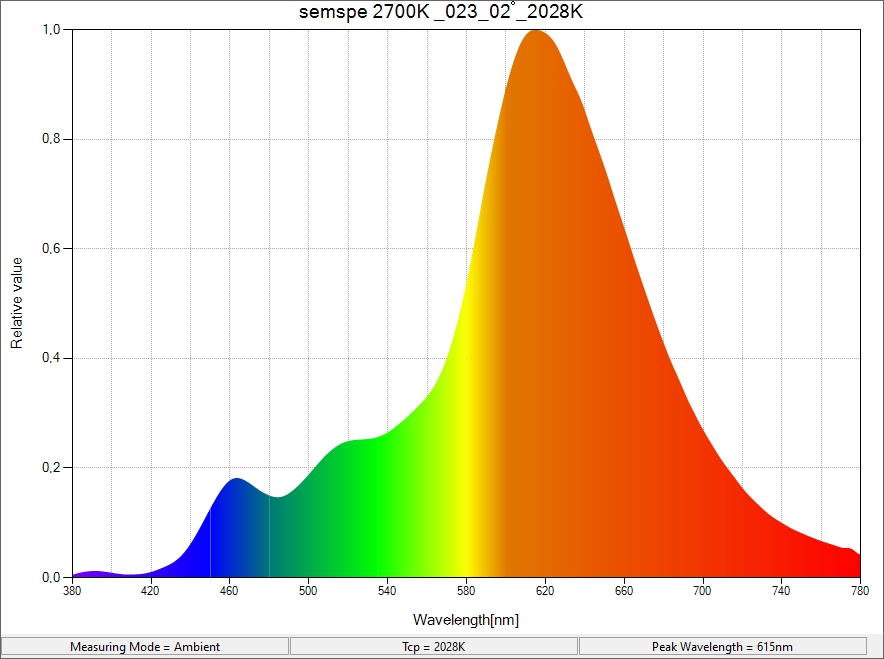 semspe 2700K _023_02°_2028K
1,0
0,8
0,6
0,4
0,2
0,0
Relative value
380 420 460 500 540 580 620 660 700 740 780
Wavelength[nm]
Measuring Mode = Ambient Tcp = 2028K Peak Wavelength = 615nm